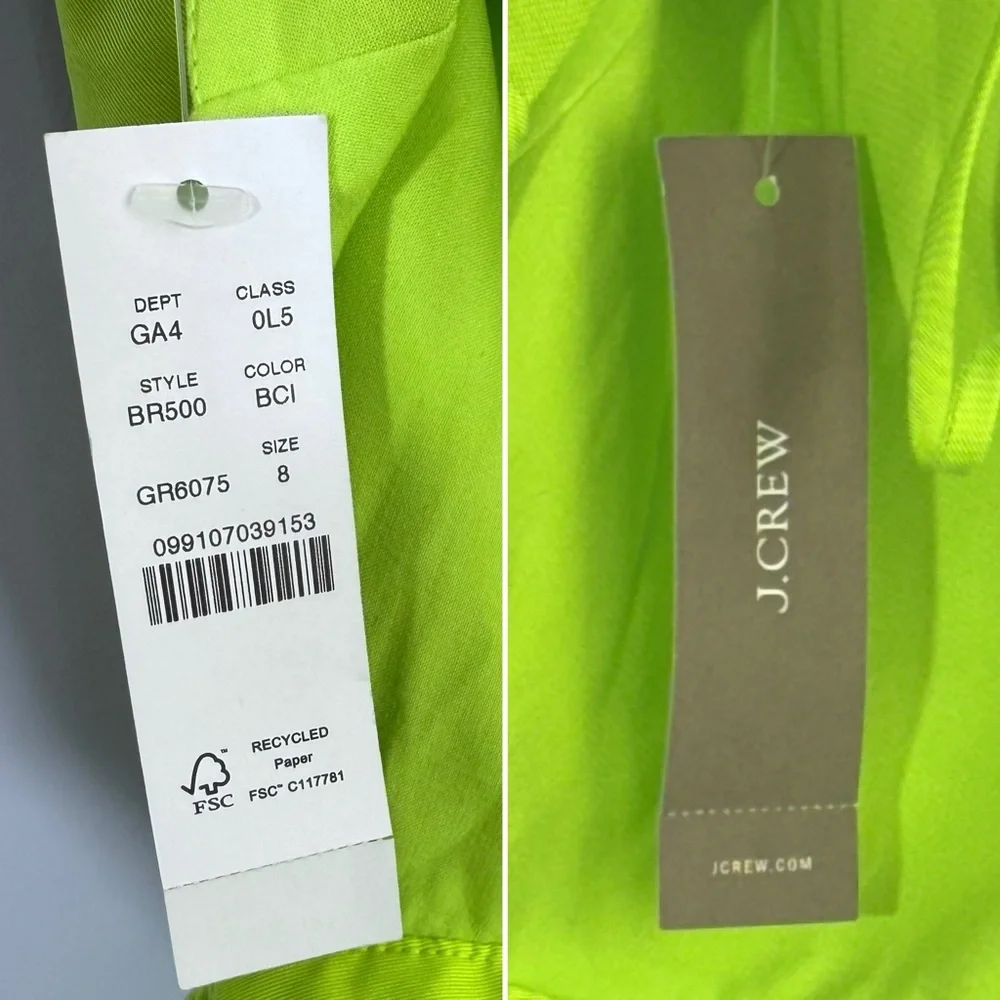 DEPT CLASS
GA4 0L5
STYLE COLOR
BR500 BCI
SIZE
GR6075 8
099107039153
FSC
™
RECYCLED
Paper
FSC™ C117781
J.CREW
JCREW.COM